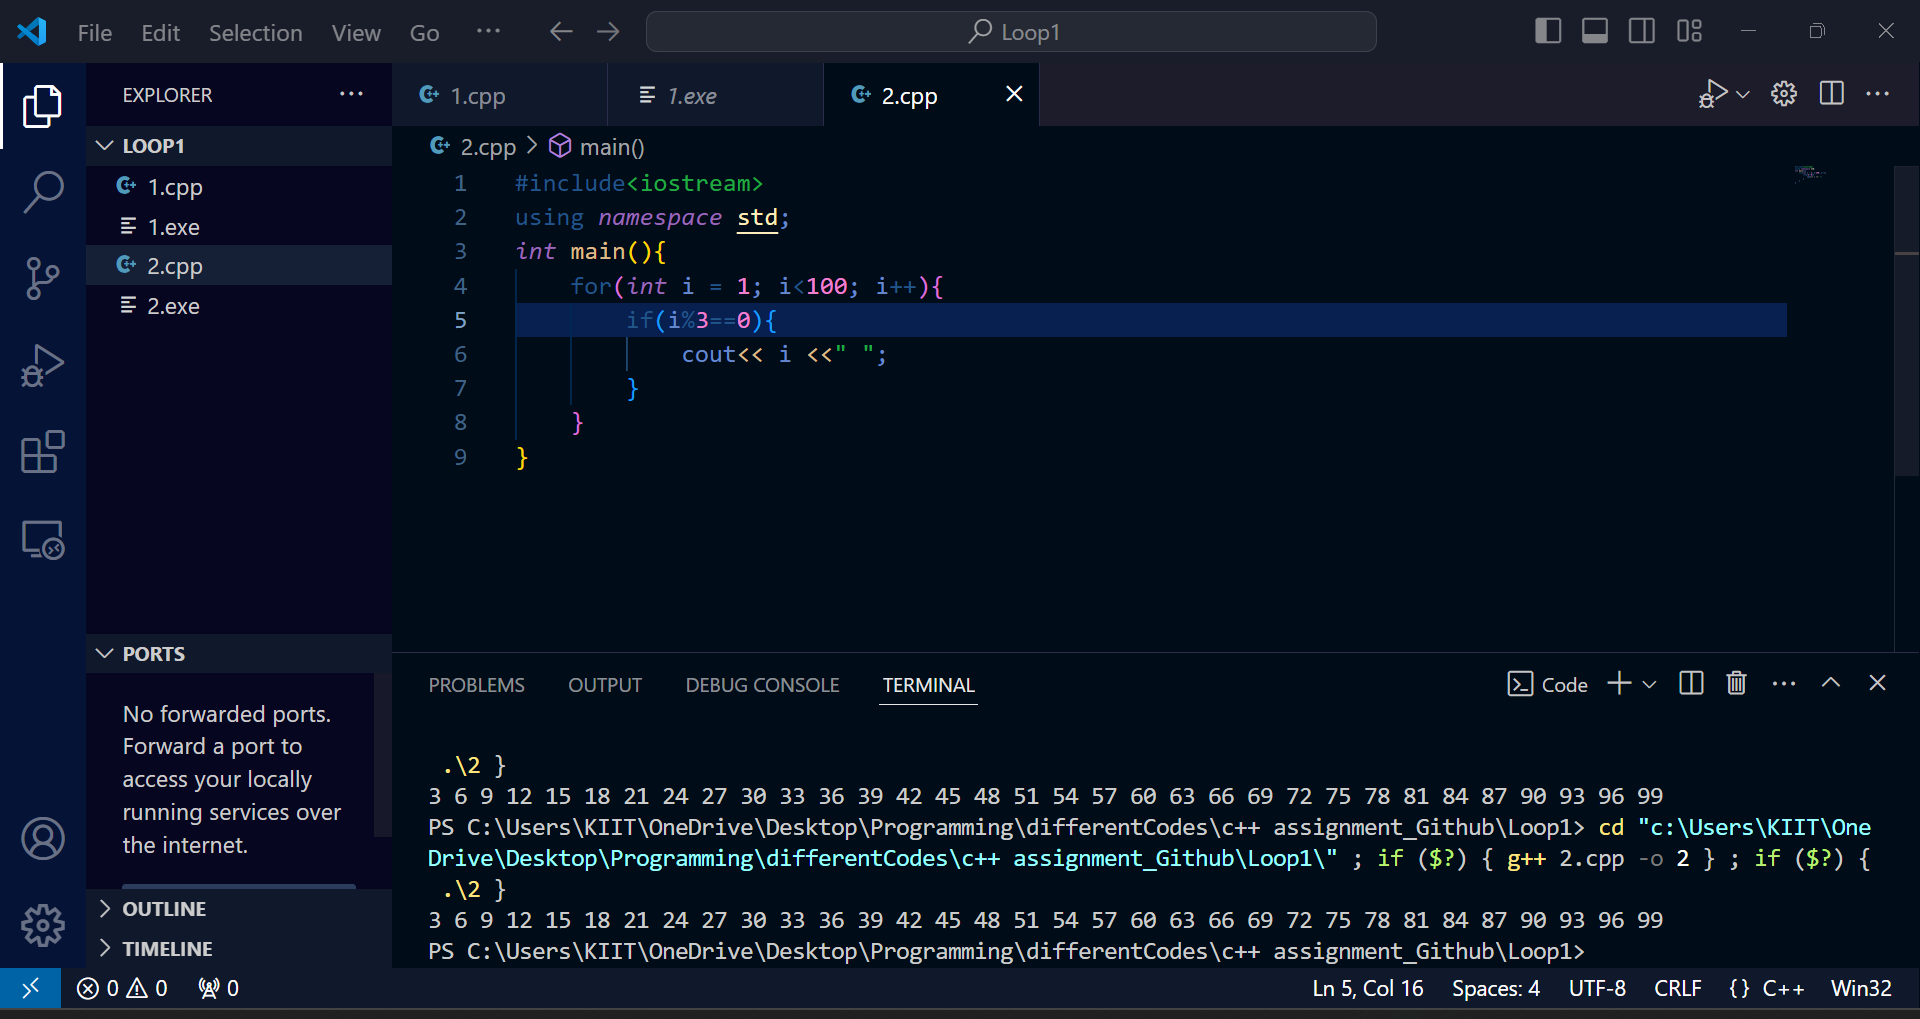 File Edit Selection View Go ... Loop1
EXPLORER ...
LOOP1
1.cpp
1.exe
2.cpp
2.exe
PORTS
No forwarded ports.
Forward a port to
access your locally
running services over
the internet.
OUTLINE
TIMELINE
1.cpp 1.exe 2.cpp
2.cpp > main()
1 #include<iostream>
2 using namespace std;
3 int main(){
4     for(int i = 1; i<100; i++){
5         if(i%3==0){
6             cout<< i <<" ";
7         }
8     }
9 }
PROBLEMS OUTPUT DEBUG CONSOLE TERMINAL Code
.\2 }
3 6 9 12 15 18 21 24 27 30 33 36 39 42 45 48 51 54 57 60 63 66 69 72 75 78 81 84 87 90 93 96 99
PS C:\Users\KIIT\OneDrive\Desktop\Programming\differentCodes\c++ assignment_Github\Loop1> cd "c:\Users\KIIT\One
Drive\Desktop\Programming\differentCodes\c++ assignment_Github\Loop1\" ; if ($?) { g++ 2.cpp -o 2 } ; if ($?) {
.\2 }
3 6 9 12 15 18 21 24 27 30 33 36 39 42 45 48 51 54 57 60 63 66 69 72 75 78 81 84 87 90 93 96 99
PS C:\Users\KIIT\OneDrive\Desktop\Programming\differentCodes\c++ assignment_Github\Loop1>
0 0 0 Ln 5, Col 16 Spaces: 4 UTF-8 CRLF {} C++ Win32